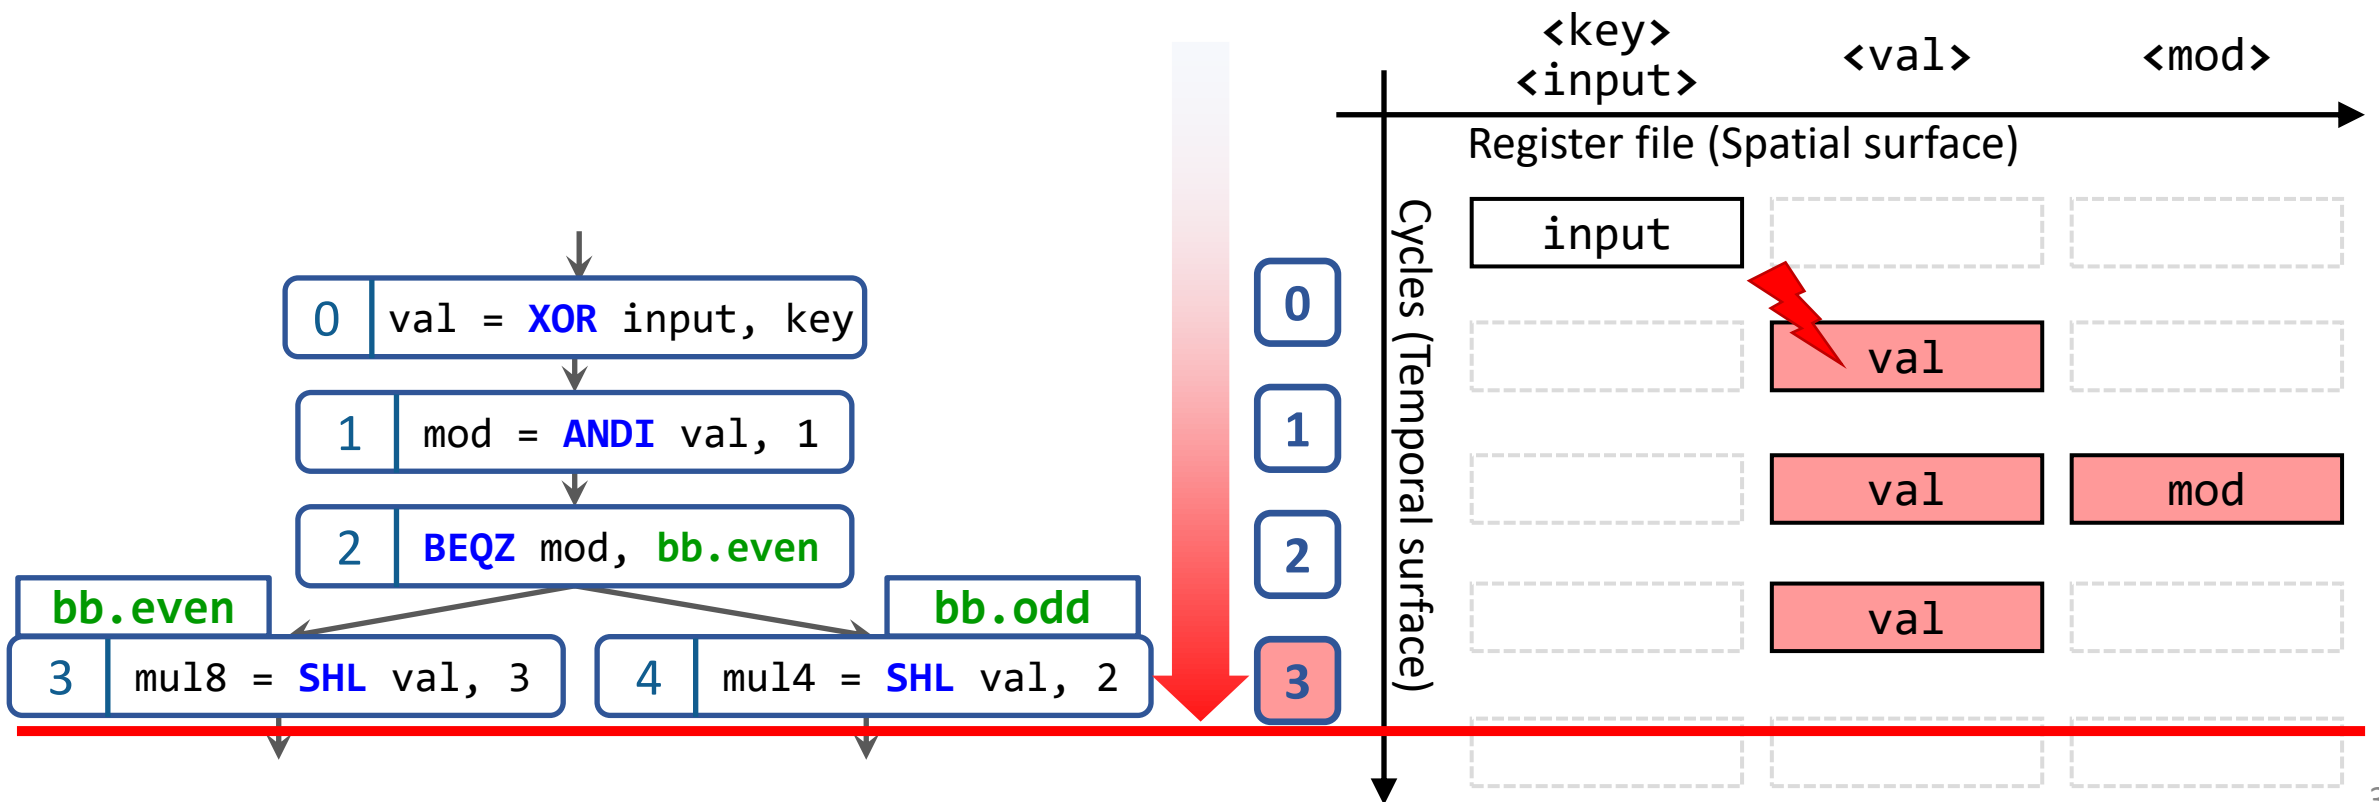 0 val = XOR input, key
1 mod = ANDI val, 1
2 BEQZ mod, bb.even
bb.even
bb.odd
3 mul8 = SHL val, 3
4 mul4 = SHL val, 2
0
1
2
3
<key>
<input>
<val>
<mod>
Register file (Spatial surface)
Cycles (Temporal surface)
input
val
val mod
val